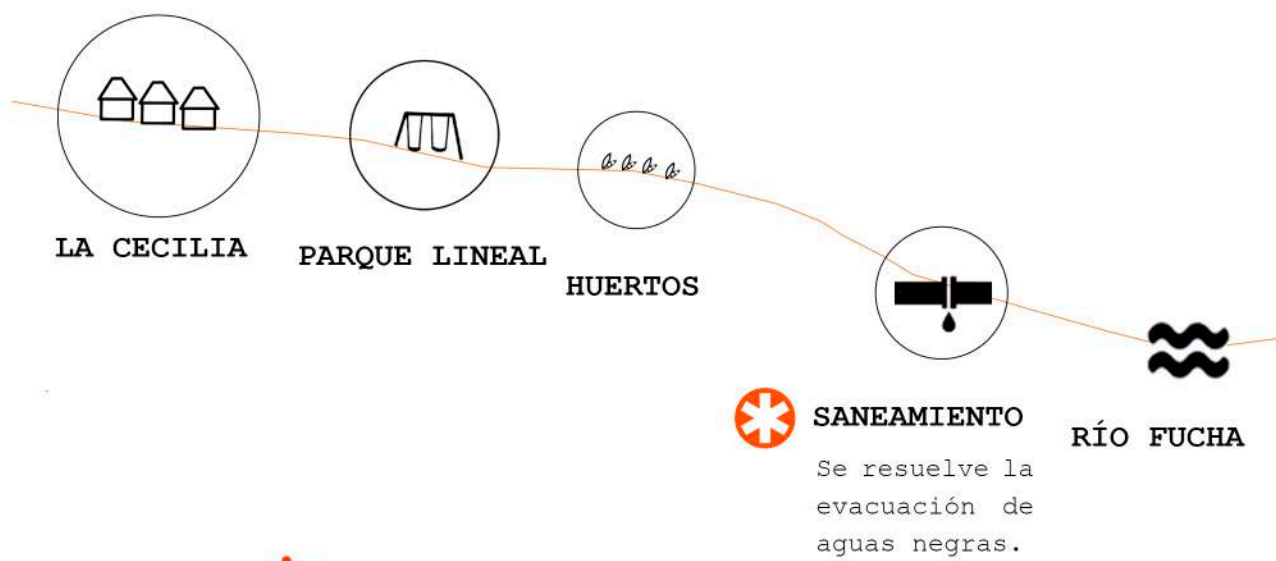 LA CECILIA
PARQUE LINEAL
HUERTOS
SANEAMIENTO
Se resuelve la
evacuación de
aguas negras.
RÍO FUCHA